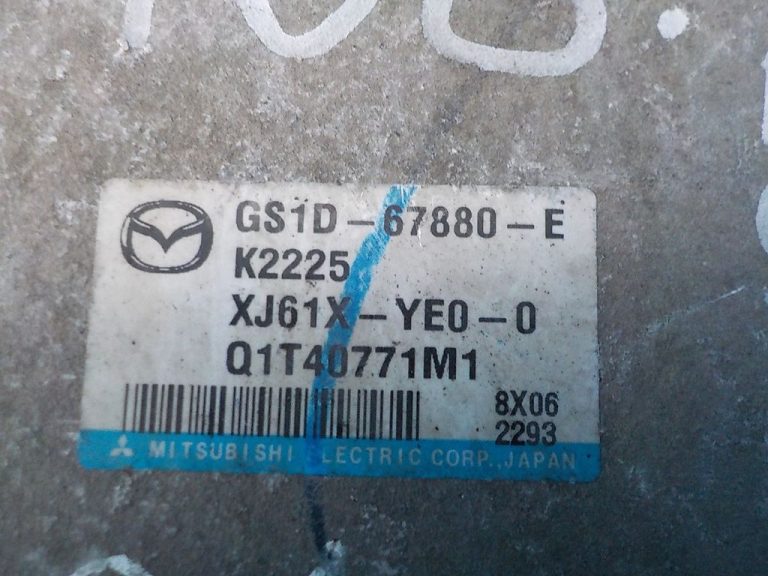 GS1D-67880-E
K2225
XJ61X-YE0-0
Q1T40771M1
8X06
2293
MITSUBISHI ELECTRIC CORP., JAPAN